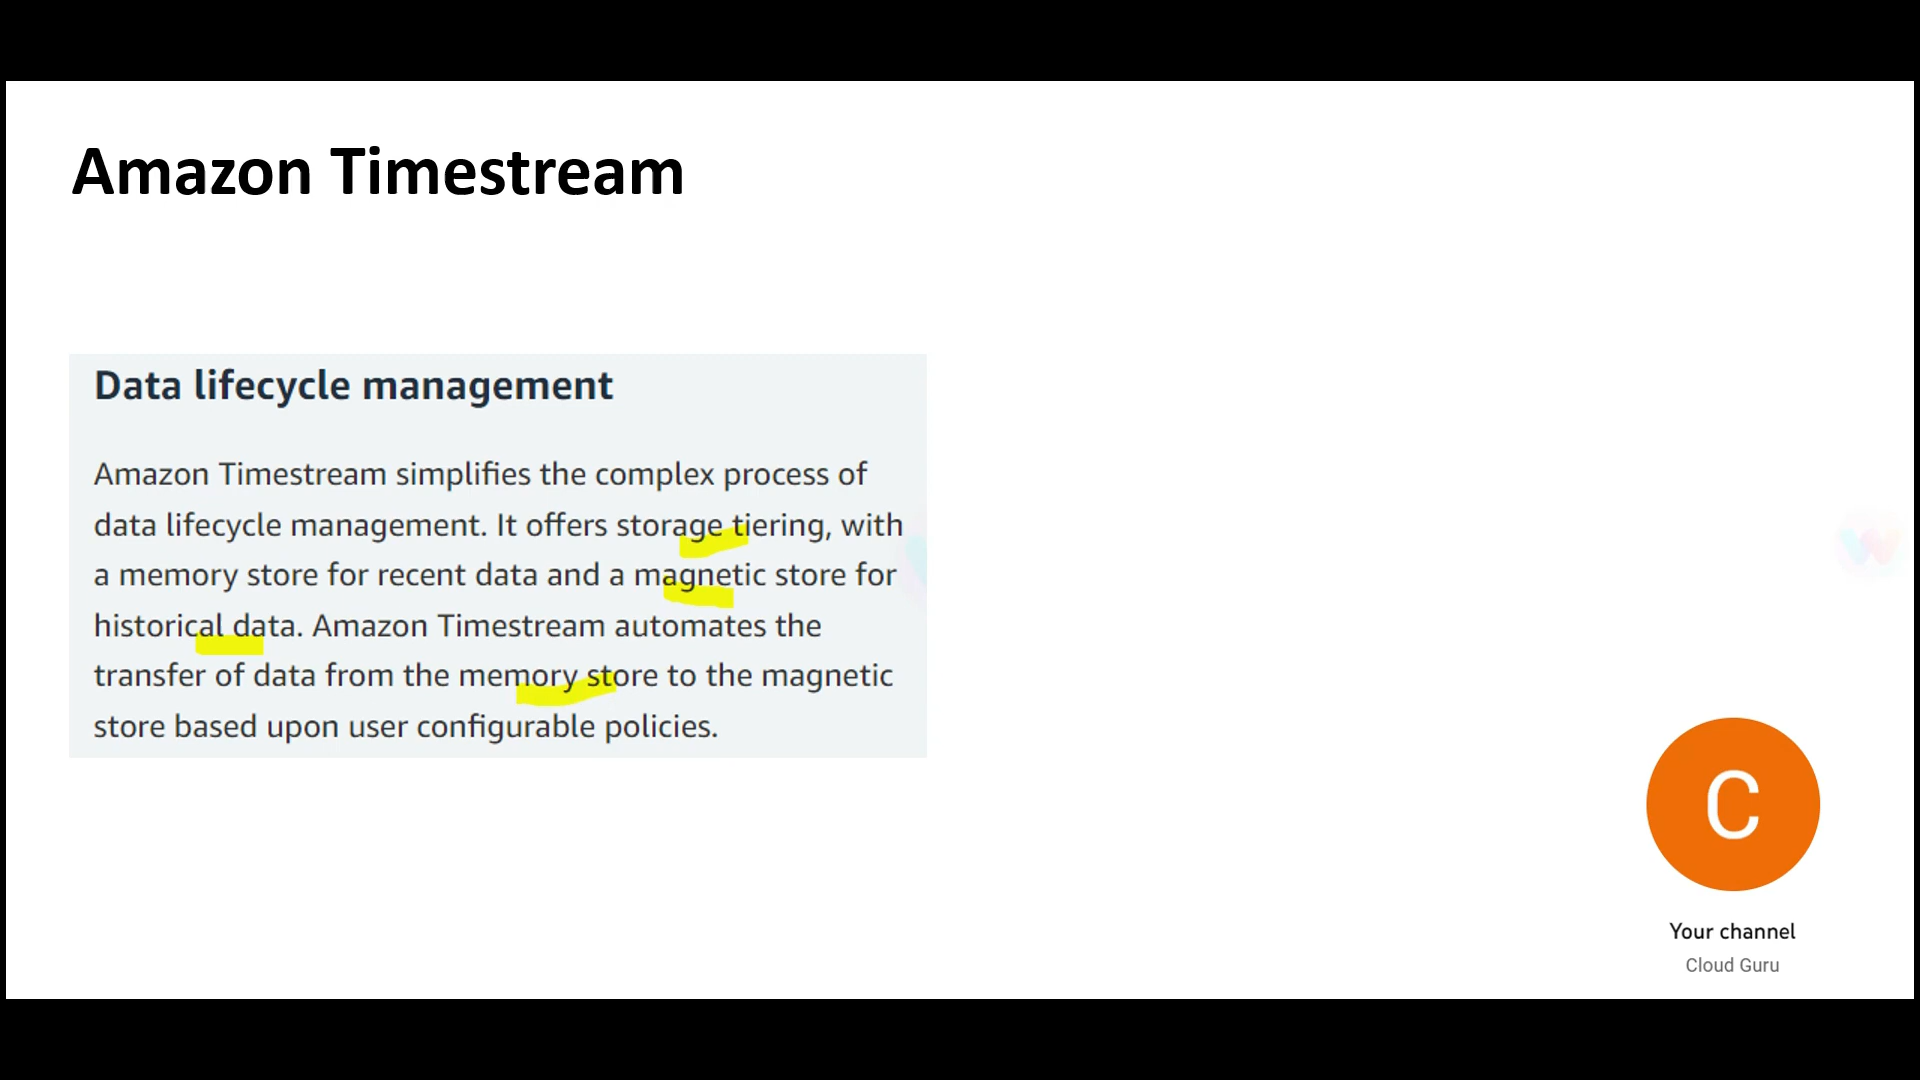 Amazon Timestream
Data lifecycle management
Amazon Timestream simplifies the complex process of
data lifecycle management. It offers storage tiering, with
a memory store for recent data and a magnetic store for
historical data. Amazon Timestream automates the
transfer of data from the memory store to the magnetic
store based upon user configurable policies.
C
Your channel
Cloud Guru